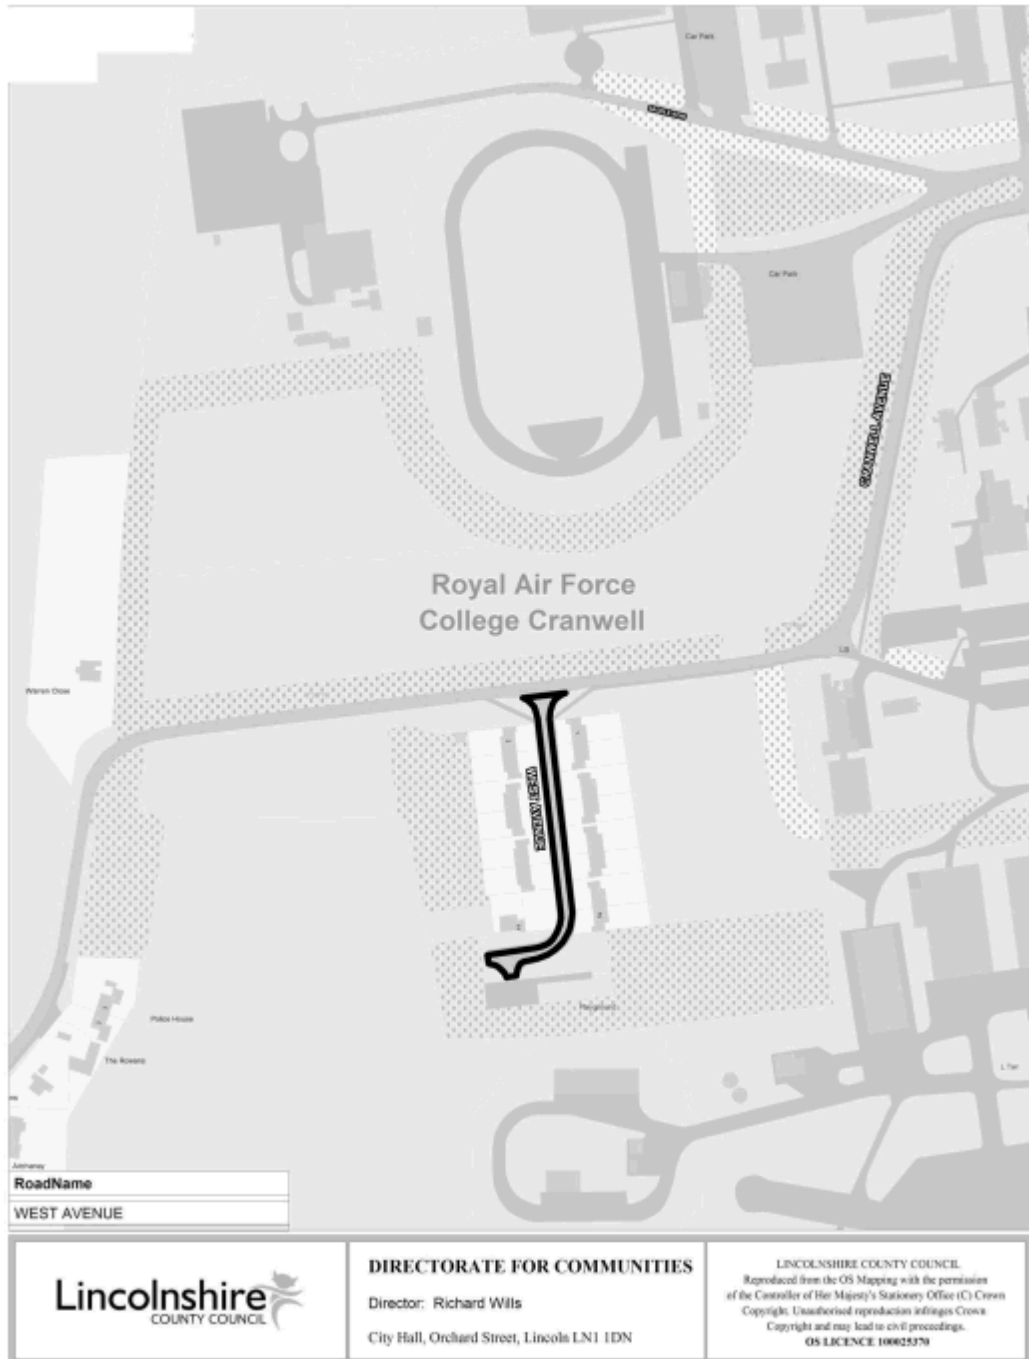 Car Park
Car Park
CRANWELL AVENUE
Royal Air Force
College Cranwell
LB
Warren Close
WEST AVENUE
Playground
Police House
The Rowans
L Twr
RoadName
WEST AVENUE
Lincolnshire
COUNTY COUNCIL
DIRECTORATE FOR COMMUNITIES
Director: Richard Wills
City Hall, Orchard Street, Lincoln LN1 1DN
LINCOLNSHIRE COUNTY COUNCIL
Reproduced from the OS Mapping with the permission
of the Controller of Her Majesty's Stationery Office (C) Crown
Copyright. Unauthorised reproduction infringes Crown
Copyright and may lead to civil proceedings.
OS LICENCE 100025370